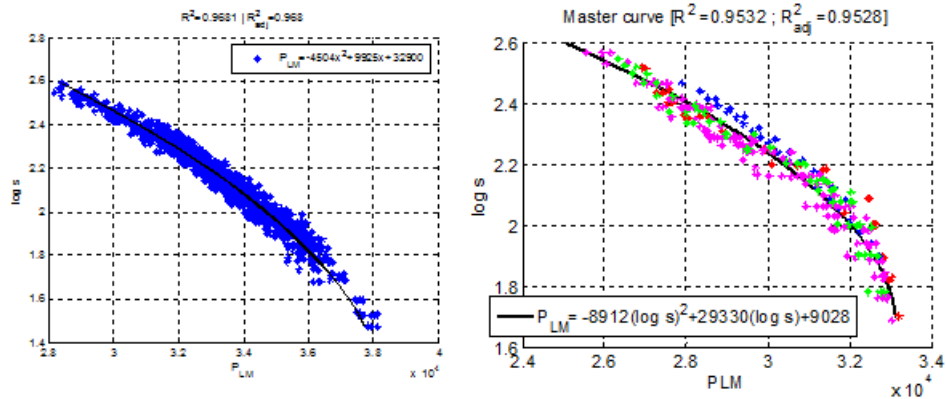 R²=0.9681 | R²adj=0.968
P_LM=-4504x²+9925x+32900
log s
2.8
2.6
2.4
2.2
2
1.8
1.6
1.4
2.8
3
3.2
3.4
3.6
3.8
4
P_LM
x 10⁴
Master curve [R²=0.9532 ; R²adj=0.9528]
log s
2.6
2.4
2.2
2
1.8
1.6
P_LM= -8912(log s)²+29330(log s)+9028
2.4
2.6
2.8
3
3.2
3.4
PLM
x 10⁴